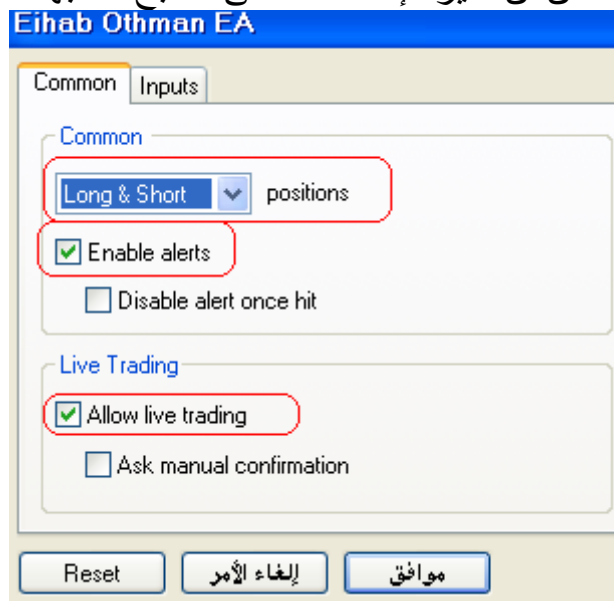 Eihab Othman EA
Common Inputs
Common
Long & Short positions
Enable alerts
Disable alert once hit
Live Trading
Allow live trading
Ask manual confirmation
Reset إلغاء الأمر موافق